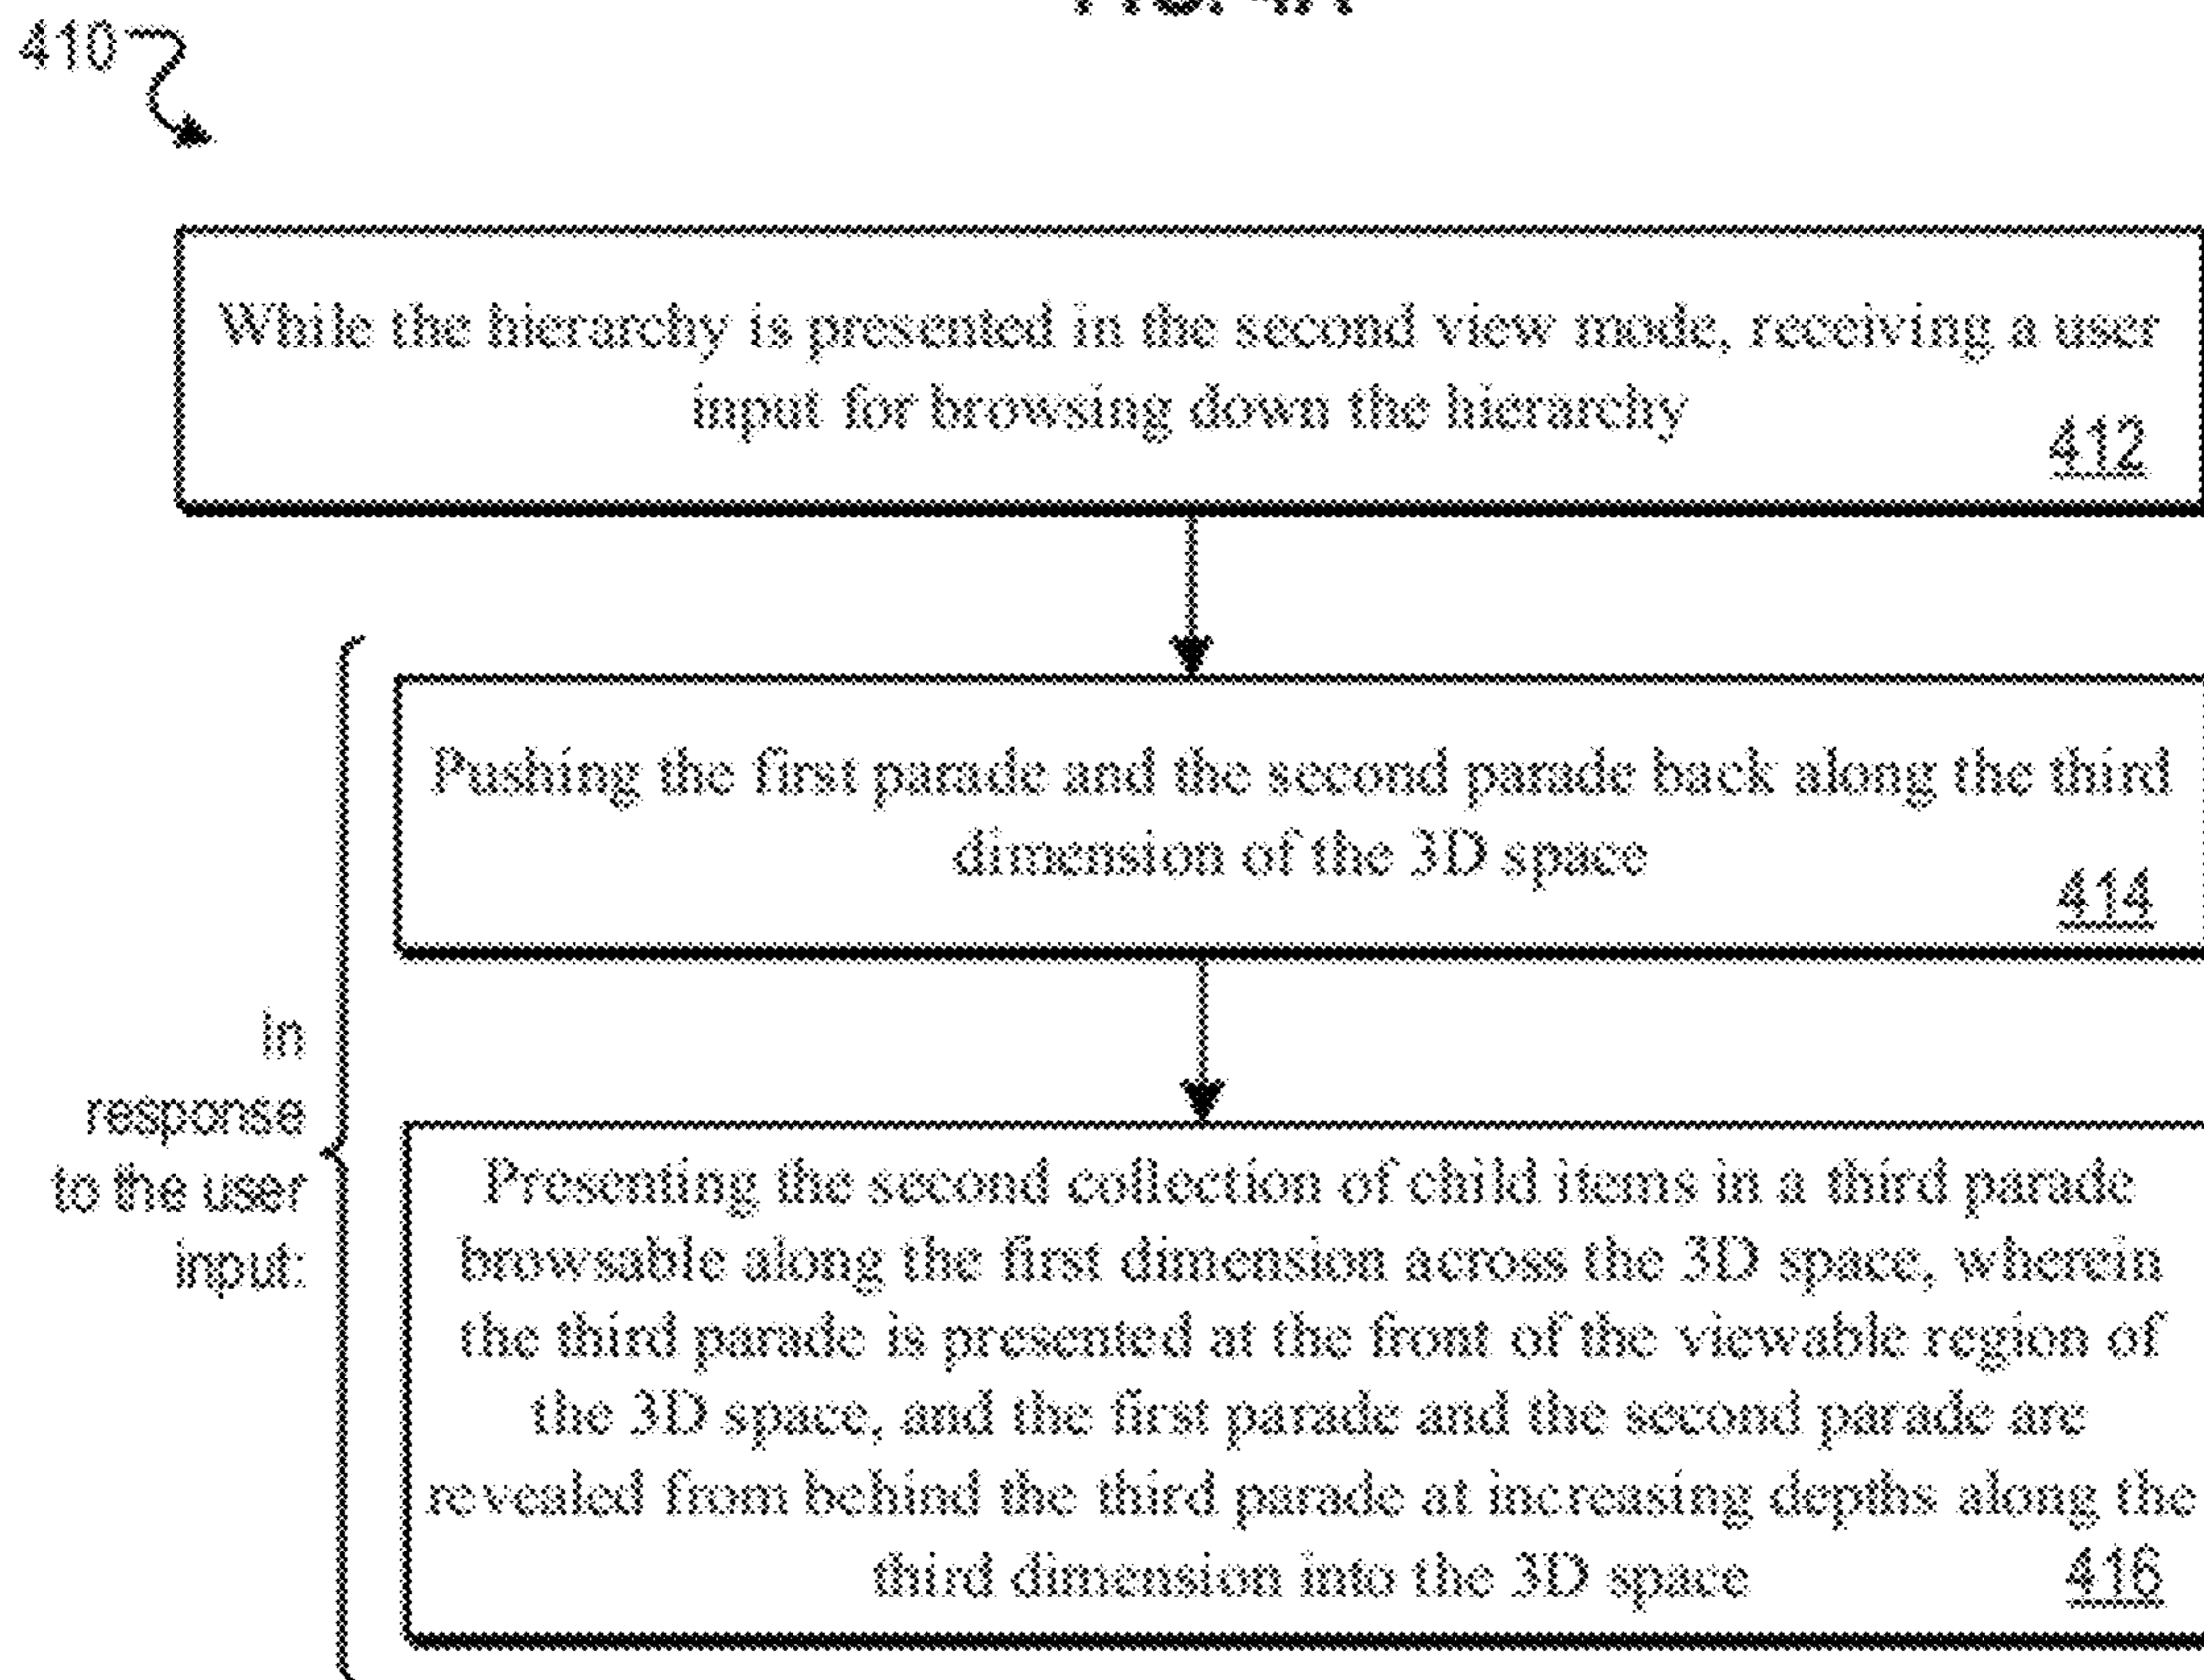 410
While the hierarchy is presented in the second view mode, receiving a user
input for browsing down the hierarchy
412
Pushing the first parade and the second parade back along the third
dimension of the 3D space
414
In
response
to the user
input:
Presenting the second collection of child items in a third parade
browsable along the first dimension across the 3D space, wherein
the third parade is presented at the front of the viewable region of
the 3D space, and the first parade and the second parade are
revealed from behind the third parade at increasing depths along the
third dimension into the 3D space
416